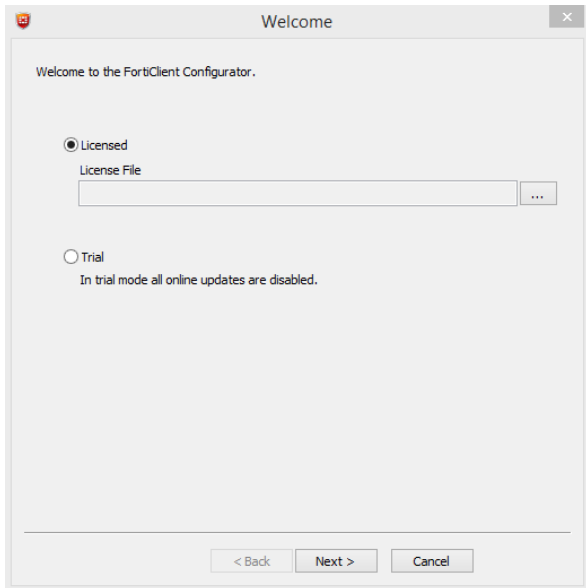 Welcome
Welcome to the FortiClient Configurator.
Licensed
License File
...
Trial
In trial mode all online updates are disabled.
< Back Next > Cancel